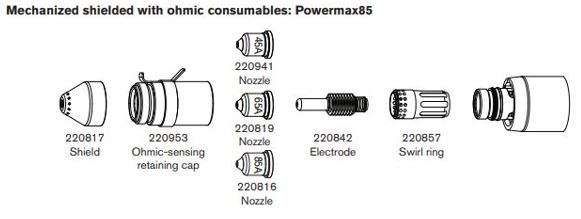 Mechanized shielded with ohmic consumables: Powermax85
45A
220941
Nozzle
65A
220817
Shield
220953
Ohmic-sensing
retaining cap
220819
Nozzle
220842
Electrode
220857
Swirl ring
85A
220816
Nozzle